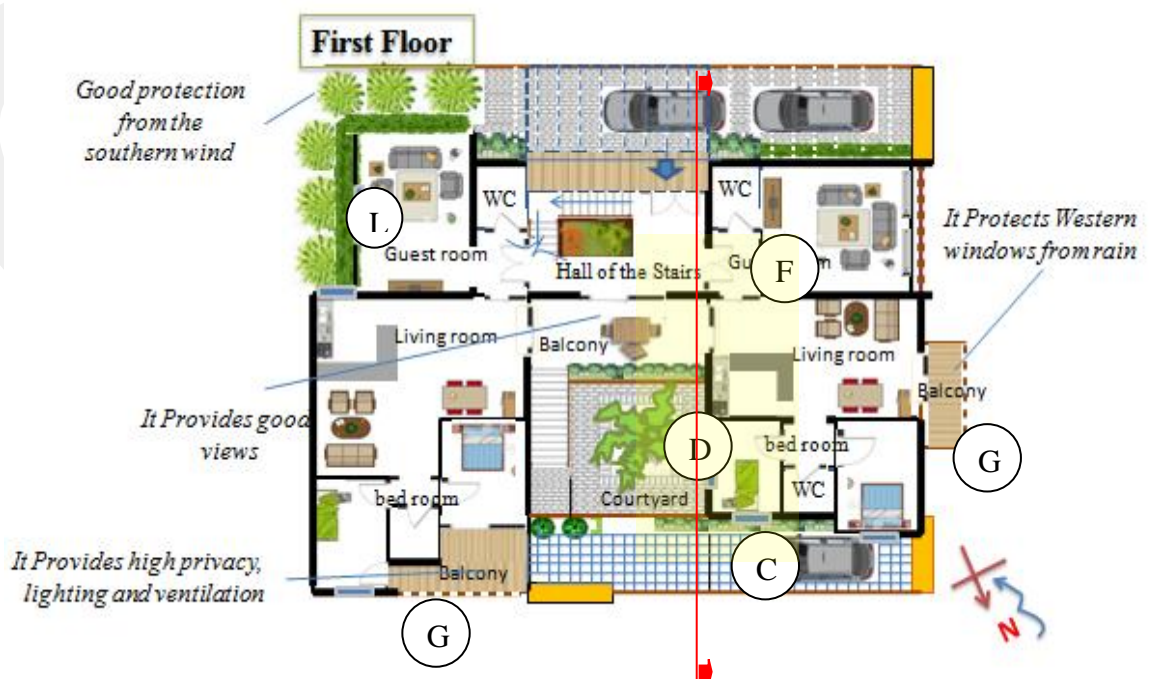 First Floor
Good protection
from the
southern wind
WC
WC
L
Guest room
It Protects Western
windows from rain
F
Hall of the Stairs
Living room
Balcony
Living room
Balcony
It Provides good
views
D
bed room
G
bed room
Courtyard
WC
It Provides high privacy,
lighting and ventilation
Balcony
C
G
N